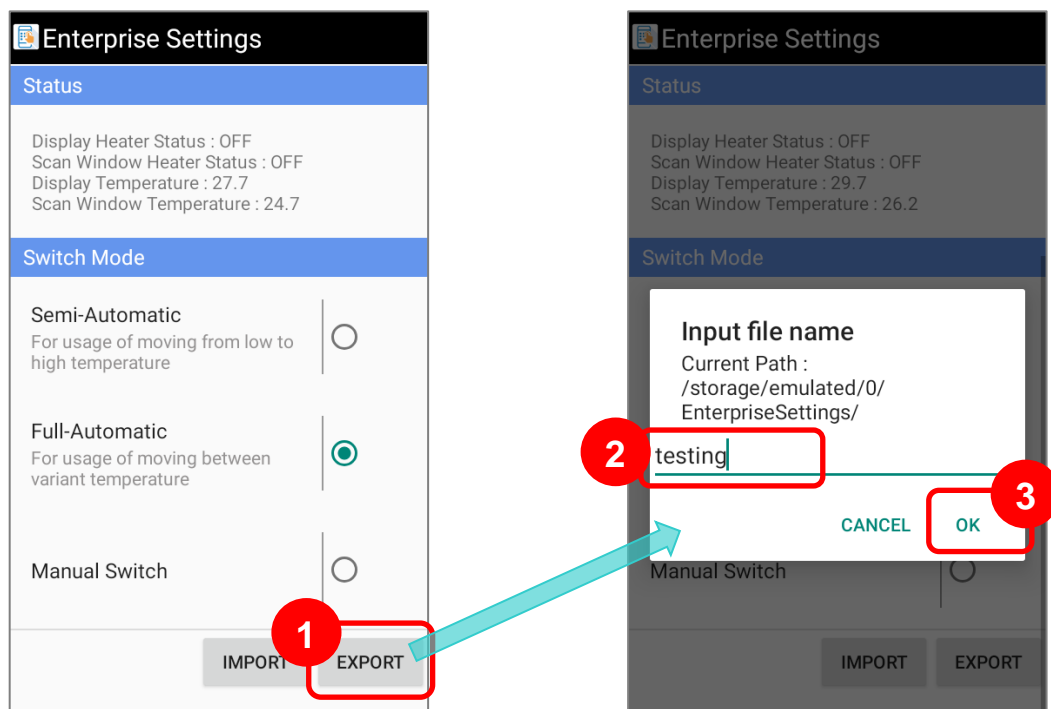 Enterprise Settings
Status
Display Heater Status : OFF
Scan Window Heater Status : OFF
Display Temperature : 27.7
Scan Window Temperature : 24.7
Switch Mode
Semi-Automatic
For usage of moving from low to
high temperature
Full-Automatic
For usage of moving between
variant temperature
Manual Switch
1
IMPORT
EXPORT
Enterprise Settings
Status
Display Heater Status : OFF
Scan Window Heater Status : OFF
Display Temperature : 29.7
Scan Window Temperature : 26.2
Switch Mode
Input file name
Current Path :
/storage/emulated/0/
EnterpriseSettings/
2
testing
3
CANCEL
OK
Manual Switch
IMPORT
EXPORT